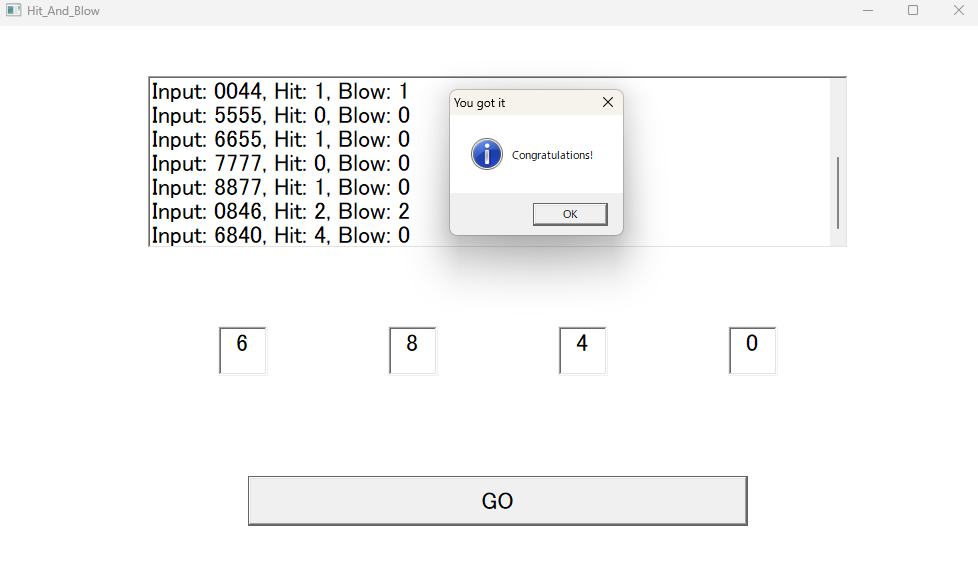 Hit_And_Blow
Input: 0044, Hit: 1, Blow: 1
Input: 5555, Hit: 0, Blow: 0
Input: 6655, Hit: 1, Blow: 0
Input: 7777, Hit: 0, Blow: 0
Input: 8877, Hit: 1, Blow: 0
Input: 0846, Hit: 2, Blow: 2
Input: 6840, Hit: 4, Blow: 0
You got it
Congratulations!
OK
6 8 4 0
GO